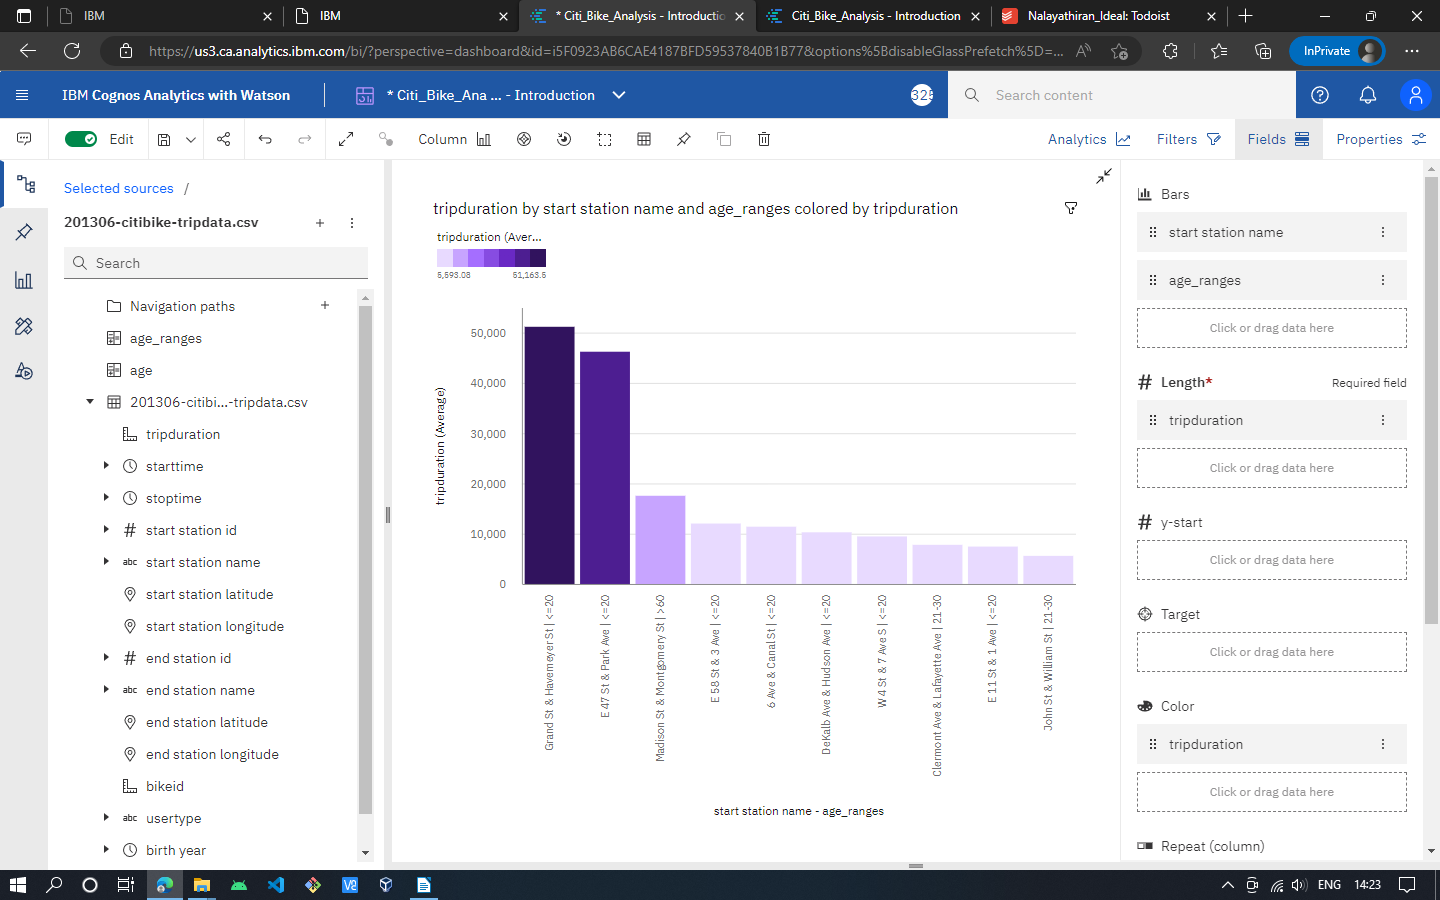 IBM
IBM
* Citi_Bike_Analysis - Introductio
Citi_Bike_Analysis - Introduction
Nalayathiran_Ideal: Todoist
https://us3.ca.analytics.ibm.com/bi/?perspective=dashboard&id=i5F0923AB6CAE4187BFD59537840B1B77&options%5BdisableGlassPrefetch%5D=...
InPrivate
IBM Cognos Analytics with Watson
* Citi_Bike_Ana ... - Introduction
325
Search content
Edit
Column
Analytics
Filters
Fields
Properties
Selected sources /
201306-citibike-tripdata.csv
Search
Navigation paths
age_ranges
age
201306-citibi...-tripdata.csv
tripduration
starttime
stoptime
# start station id
abc start station name
start station latitude
start station longitude
# end station id
abc end station name
end station latitude
end station longitude
bikeid
abc usertype
birth year
tripduration by start station name and age_ranges colored by tripduration
tripduration (Aver...
5,593.08
51,163.5
tripduration (Average)
50,000
40,000
30,000
20,000
10,000
0
Grand St & Havemeyer St | <=20
E 47 St & Park Ave | <=20
Madison St & Montgomery St | >60
E 58 St & 3 Ave | <=20
6 Ave & Canal St | <=20
DeKalb Ave & Hudson Ave | <=20
W 4 St & 7 Ave S | <=20
Clermont Ave & Lafayette Ave | 21-30
E 11 St & 1 Ave | <=20
John St & William St | 21-30
start station name - age_ranges
Bars
start station name
age_ranges
Click or drag data here
# Length* Required field
tripduration
Click or drag data here
# y-start
Click or drag data here
Target
Click or drag data here
Color
tripduration
Click or drag data here
Repeat (column)
ENG
14:23